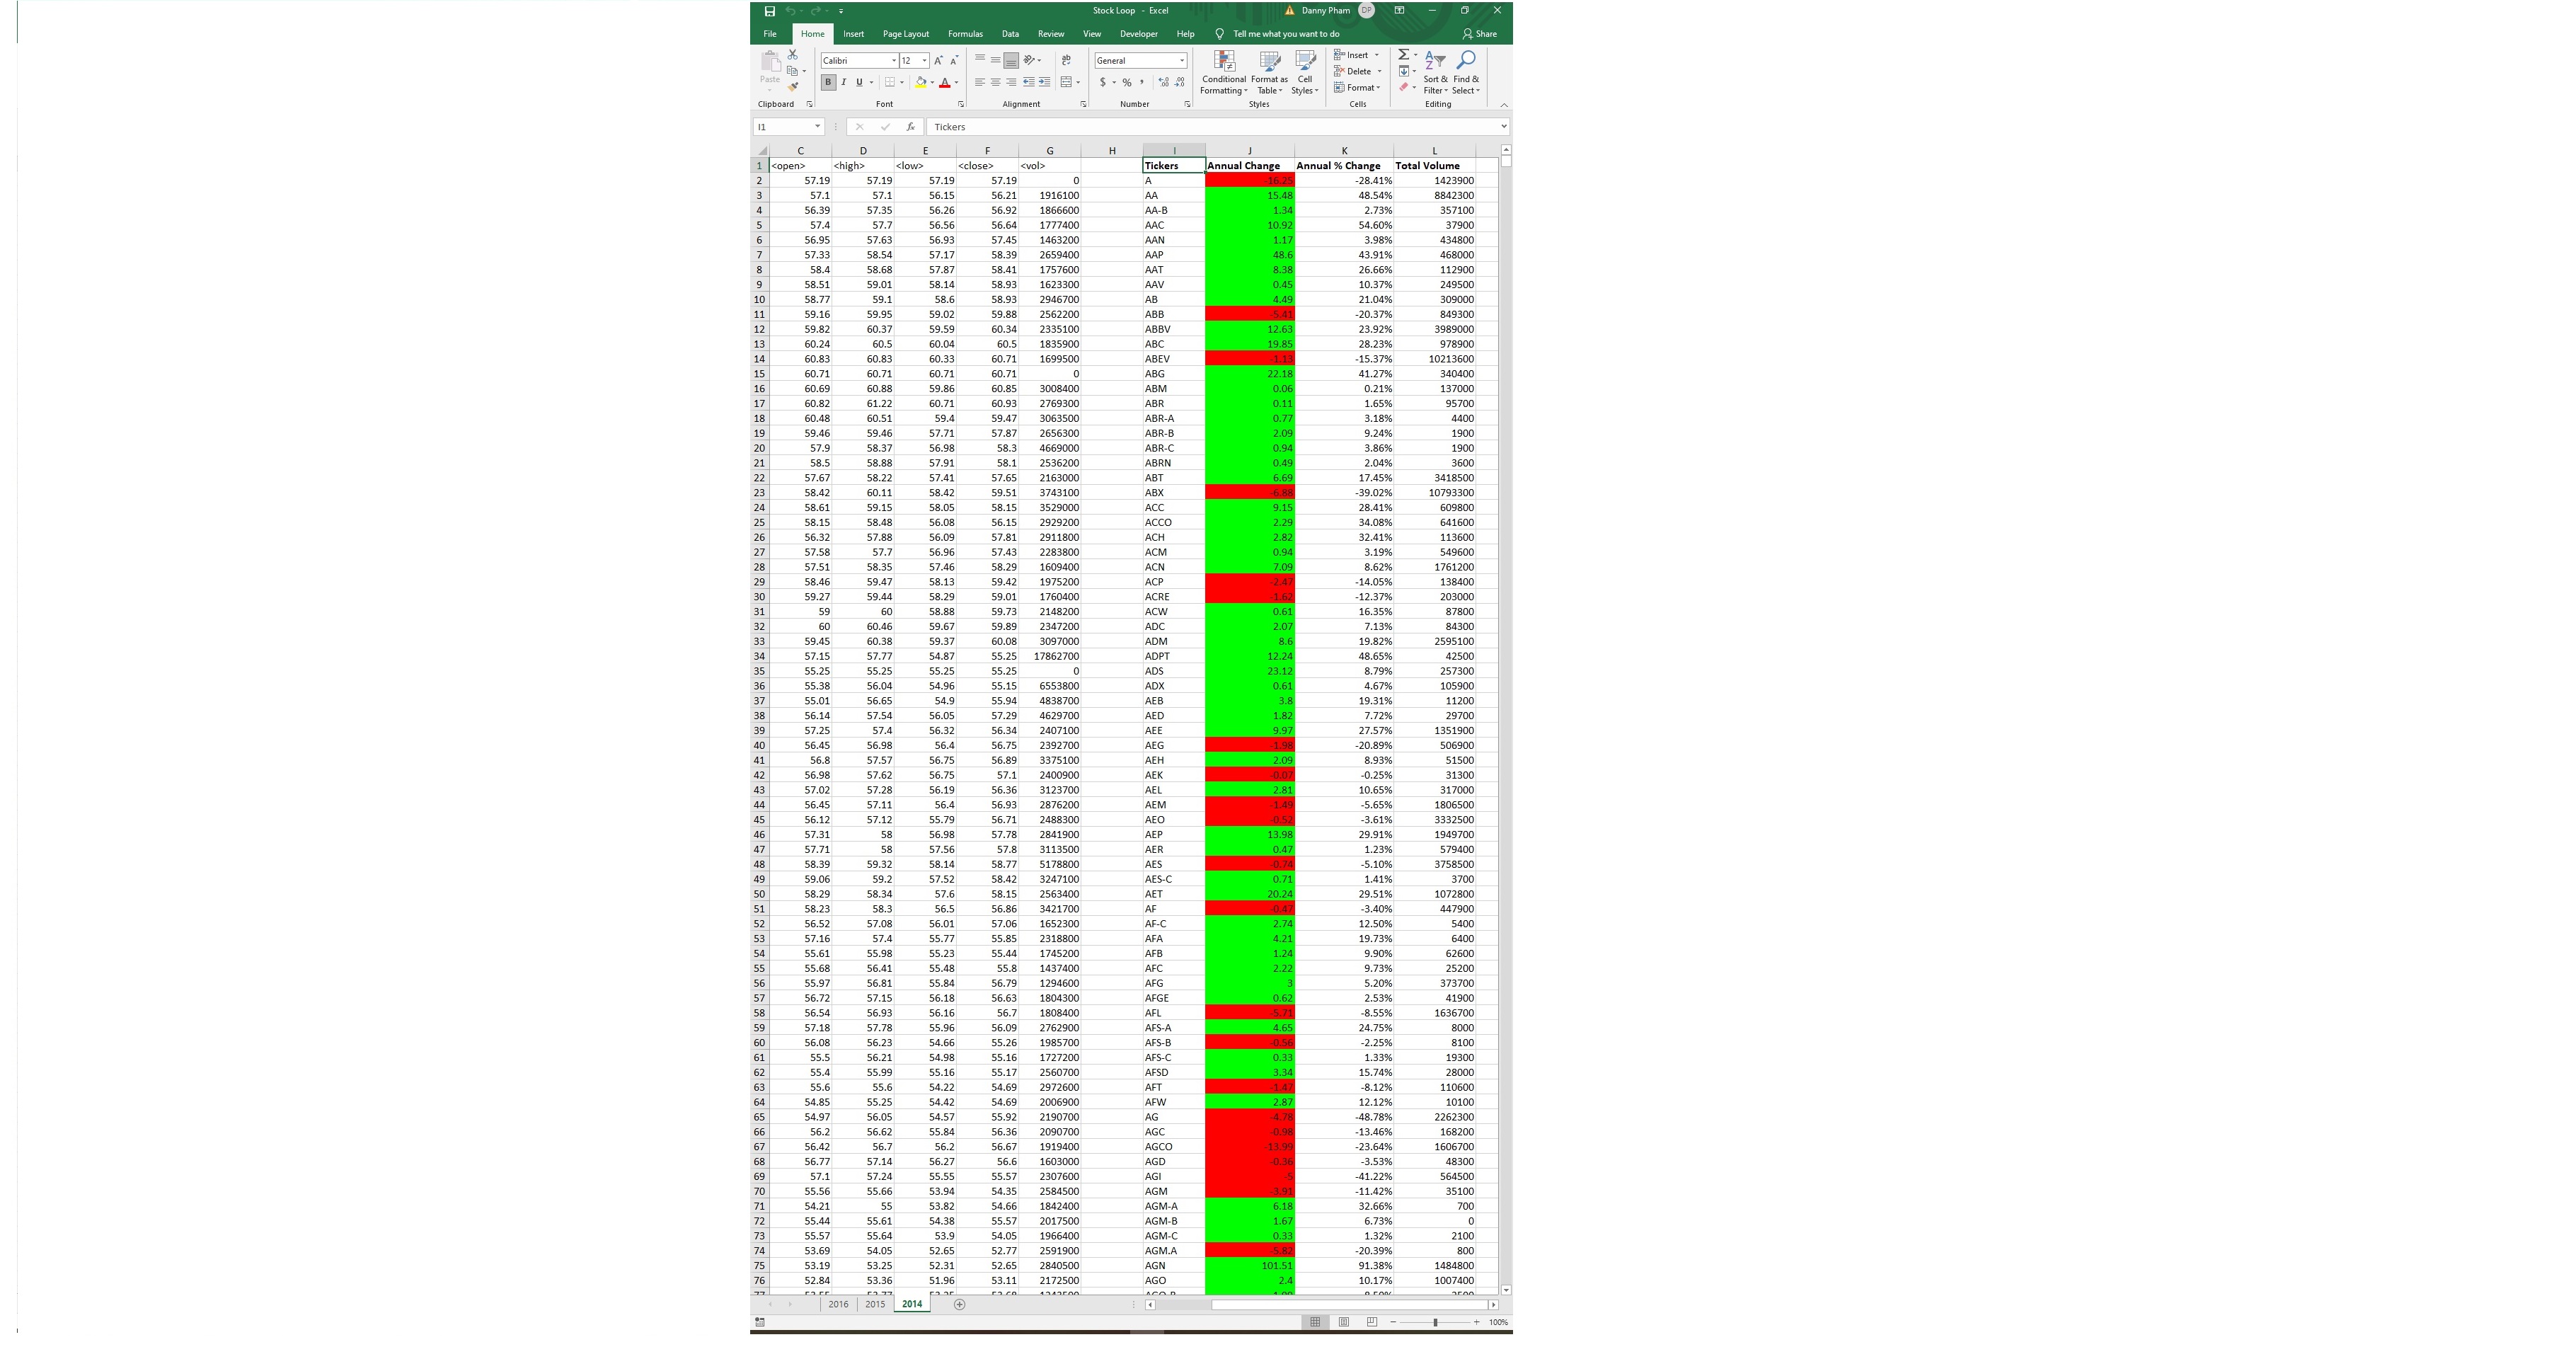 Stock Loop - Excel
Danny Pham DP
File Home Insert Page Layout Formulas Data Review View Developer Help Tell me what you want to do Share
Paste
Calibri 12
General
Conditional Formatting
Format as Table
Cell Styles
Insert
Delete
Format
Sort & Filter
Find & Select
Clipboard Font Alignment Number Styles Cells Editing
I1 fx Tickers
C D E F G H I J K L
1 <open> <high> <low> <close> <vol> Tickers Annual Change Annual % Change Total Volume
2 57.19 57.19 57.19 57.19 0 A -16.25 -28.41% 1423900
3 57.1 57.1 56.15 56.21 1916100 AA 15.48 48.54% 8842300
4 56.39 57.35 56.26 56.92 1866600 AA-B 1.34 2.73% 357100
5 57.4 57.7 56.56 56.64 1777400 AAC 10.92 54.60% 37900
6 56.95 57.63 56.93 57.45 1463200 AAN 1.17 3.98% 434800
7 57.33 58.54 57.17 58.39 2659400 AAP 48.6 43.91% 468000
8 58.4 58.68 57.87 58.41 1757600 AAT 8.38 26.66% 112900
9 58.51 59.01 58.14 58.93 1623300 AAV 0.45 10.37% 249500
10 58.77 59.1 58.6 58.93 2946700 AB 4.49 21.04% 309000
11 59.16 59.95 59.02 59.88 2562200 ABB -5.41 -20.37% 849300
12 59.82 60.37 59.59 60.34 2335100 ABBV 12.63 23.92% 3989000
13 60.24 60.5 60.04 60.5 1835900 ABC 19.85 28.23% 978900
14 60.83 60.83 60.33 60.71 1699500 ABEV -1.13 -15.37% 10213600
15 60.71 60.71 60.71 60.71 0 ABG 22.18 41.27% 340400
16 60.69 60.88 59.86 60.85 3008400 ABM 0.06 0.21% 137000
17 60.82 61.22 60.71 60.93 2769300 ABR 0.11 1.65% 95700
18 60.48 60.51 59.4 59.47 3063500 ABR-A 0.77 3.18% 4400
19 59.46 59.46 57.71 57.87 2656300 ABR-B 2.09 9.24% 1900
20 57.9 58.37 56.98 58.3 4669000 ABR-C 0.94 3.86% 1900
21 58.5 58.88 57.91 58.1 2536200 ABRN 0.49 2.04% 3600
22 57.67 58.22 57.41 57.65 2163000 ABT 6.69 17.45% 3418500
23 58.42 60.11 58.42 59.51 3743100 ABX -6.88 -39.02% 10793300
24 58.61 59.15 58.05 58.15 3529000 ACC 9.15 28.41% 609800
25 58.15 58.48 56.08 56.15 2929200 ACCO 2.29 34.08% 641600
26 56.32 57.88 56.09 57.81 2911800 ACH 2.82 32.41% 113600
27 57.58 57.7 56.96 57.43 2283800 ACM 0.94 3.19% 549600
28 57.51 58.35 57.46 58.29 1609400 ACN 7.09 8.62% 1761200
29 58.46 59.47 58.13 59.42 1975200 ACP -2.47 -14.05% 138400
30 59.27 59.44 58.29 59.01 1760400 ACRE -1.62 -12.37% 203000
31 59 60 58.88 59.73 2148200 ACW 0.61 16.35% 87800
32 60 60.46 59.67 59.89 2347200 ADC 2.07 7.13% 84300
33 59.45 60.38 59.37 60.08 3097000 ADM 8.6 19.82% 2595100
34 57.15 57.77 54.87 55.25 17862700 ADPT 12.24 48.65% 42500
35 55.25 55.25 55.25 55.25 0 ADS 23.12 8.79% 257300
36 55.38 56.04 54.96 55.15 6553800 ADX 0.61 4.67% 105900
37 55.01 56.65 54.9 55.94 4838700 AEB 3.8 19.31% 11200
38 56.14 57.54 56.05 57.29 4629700 AED 1.82 7.72% 29700
39 57.25 57.4 56.32 56.34 2407100 AEE 9.97 27.57% 1351900
40 56.45 56.98 56.4 56.75 2392700 AEG -1.98 -20.89% 506900
41 56.8 57.57 56.75 56.89 3375100 AEH 2.09 8.93% 51500
42 56.98 57.62 56.75 57.1 2400900 AEK -0.07 -0.25% 31300
43 57.02 57.28 56.19 56.36 3123700 AEL 2.81 10.65% 317000
44 56.45 57.11 56.4 56.93 2876200 AEM -1.49 -5.65% 1806500
45 56.12 57.12 55.79 56.71 2488300 AEO -0.52 -3.61% 3332500
46 57.31 58 56.98 57.78 2841900 AEP 13.98 29.91% 1949700
47 57.71 58 57.56 57.8 3113500 AER 0.47 1.23% 579400
48 58.39 59.32 58.14 58.77 5178800 AES -0.74 -5.10% 3758500
49 59.06 59.2 57.52 58.42 3247100 AES-C 0.71 1.41% 3700
50 58.29 58.34 57.6 58.15 2563400 AET 20.24 29.51% 1072800
51 58.23 58.3 56.5 56.86 3421700 AF -0.47 -3.40% 447900
52 56.52 57.08 56.01 57.06 1652300 AF-C 2.74 12.50% 5400
53 57.16 57.4 55.77 55.85 2318800 AFA 4.21 19.73% 6400
54 55.61 55.98 55.23 55.44 1745200 AFB 1.24 9.90% 62600
55 55.68 56.41 55.48 55.8 1437400 AFC 2.22 9.73% 25200
56 55.97 56.81 55.84 56.79 1294600 AFG 3 5.20% 373700
57 56.72 57.15 56.18 56.63 1804300 AFGE 0.62 2.53% 41900
58 56.54 56.93 56.16 56.7 1808400 AFL -5.71 -8.55% 1636700
59 57.18 57.78 55.96 56.09 2762900 AFS-A 4.65 24.75% 8000
60 56.08 56.23 54.66 55.26 1985700 AFS-B -0.56 -2.25% 8100
61 55.5 56.21 54.98 55.16 1727200 AFS-C 0.33 1.33% 19300
62 55.4 55.99 55.16 55.17 2560700 AFSD 3.34 15.74% 28000
63 55.6 55.6 54.22 54.69 2972600 AFT -1.47 -8.12% 110600
64 54.85 55.25 54.42 54.69 2006900 AFW 2.87 12.12% 10100
65 54.97 56.05 54.57 55.92 2190700 AG -4.78 -48.78% 2262300
66 56.2 56.62 55.84 56.36 2090700 AGC -0.98 -13.46% 168200
67 56.42 56.7 56.2 56.67 1919400 AGCO -13.99 -23.64% 1606700
68 56.77 57.14 56.27 56.6 1603000 AGD -0.36 -3.53% 48300
69 57.1 57.24 55.55 55.57 2307600 AGI -5 -41.22% 564500
70 55.56 55.66 53.94 54.35 2584500 AGM -3.91 -11.42% 35100
71 54.21 55 53.82 54.66 1842400 AGM-A 6.18 32.66% 700
72 55.44 55.61 54.38 55.57 2017500 AGM-B 1.67 6.73% 0
73 55.57 55.64 53.9 54.05 1966400 AGM-C 0.33 1.32% 2100
74 53.69 54.05 52.65 52.77 2591900 AGM.A -5.82 -20.39% 800
75 53.19 53.25 52.31 52.65 2840500 AGN 101.51 91.38% 1484800
76 52.84 53.36 51.96 53.11 2172500 AGO 2.4 10.17% 1007400
2016 2015 2014
100%